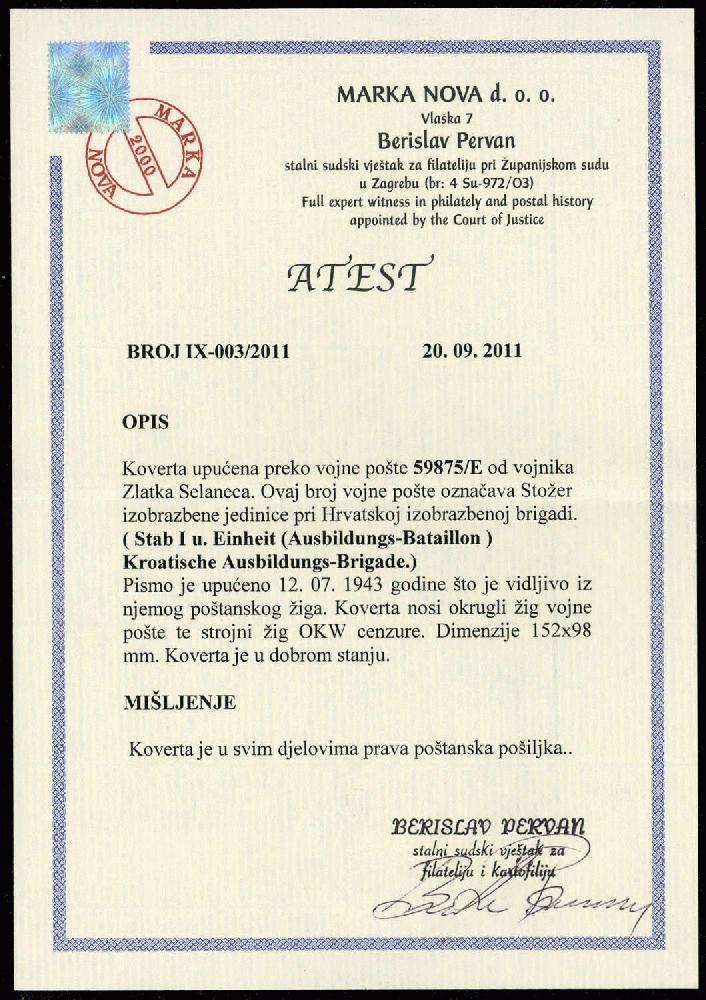 MARKA
2000
NOVA
MARKA NOVA d. o. o.
Vlaška 7
Berislav Pervan
stalni sudski vještak za filateliju pri Županijskom sudu
u Zagrebu (br: 4 Su-972/03)
Full expert witness in philately and postal history
appointed by the Court of Justice
ATEST
BROJ IX-003/2011 20. 09. 2011
OPIS
Koverta upućena preko vojne pošte 59875/E od vojnika
Zlatka Selaneca. Ovaj broj vojne pošte označava Stožer
izobrazbene jedinice pri Hrvatskoj izobrazbenoj brigadi.
( Stab I u. Einheit (Ausbildungs-Bataillon )
Kroatische Ausbildungs-Brigade.)
Pismo je upućeno 12. 07. 1943 godine što je vidljivo iz
njemog poštanskog žiga. Koverta nosi okrugli žig vojne
pošte te strojni žig OKW cenzure. Dimenzije 152x98
mm. Koverta je u dobrom stanju.
MIŠLJENJE
Koverta je u svim djelovima prava poštanska pošiljka..
BERISLAV PERVAN
stalni sudski vještak za
filateliju i kartofiliju